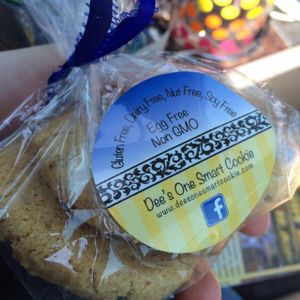 Gluten Free, Dairy Free, Nut Free, Soy Free
Egg Free
Non GMO
Dee's One Smart Cookie
www.deesonesmartcookie.com
f